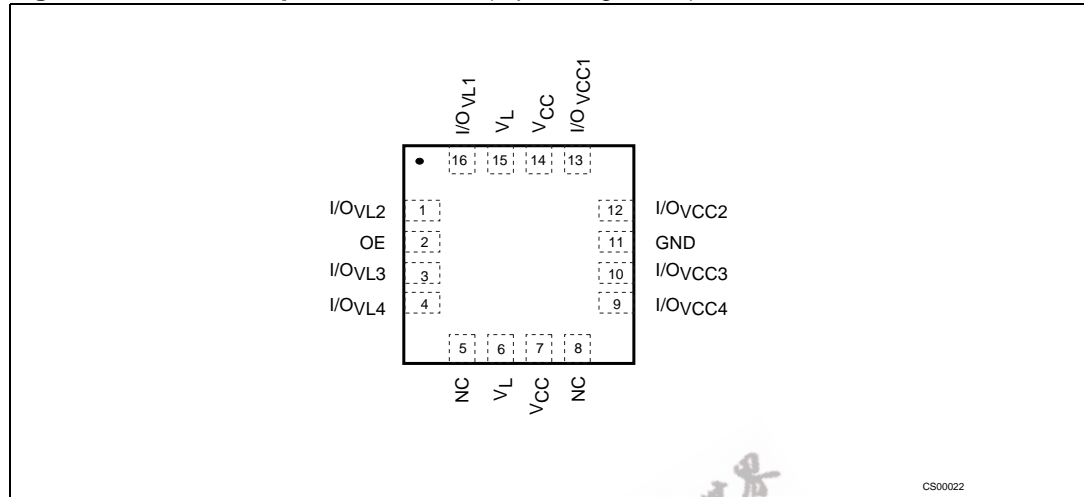 I/OVL1 VL VCC I/OVCC1
16 15 14 13
I/OVL2 1 12 I/OVCC2
OE 2 11 GND
I/OVL3 3 10 I/OVCC3
I/OVL4 4 9 I/OVCC4
5 6 7 8
NC VL VCC NC
CS00022